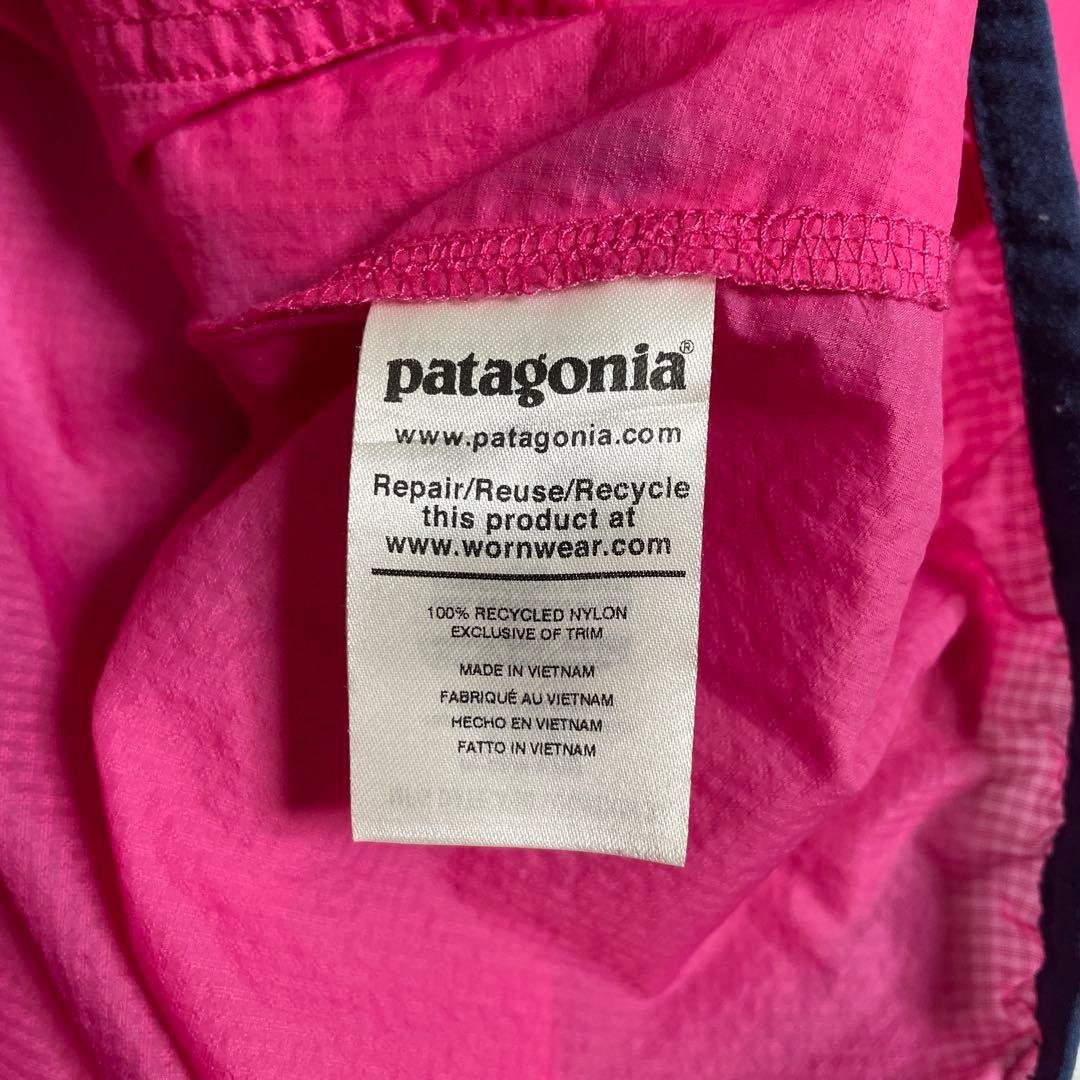 patagonia®
www.patagonia.com
Repair/Reuse/Recycle
this product at
www.wornwear.com
100% RECYCLED NYLON
EXCLUSIVE OF TRIM
MADE IN VIETNAM
FABRIQUÉ AU VIETNAM
HECHO EN VIETNAM
FATTO IN VIETNAM